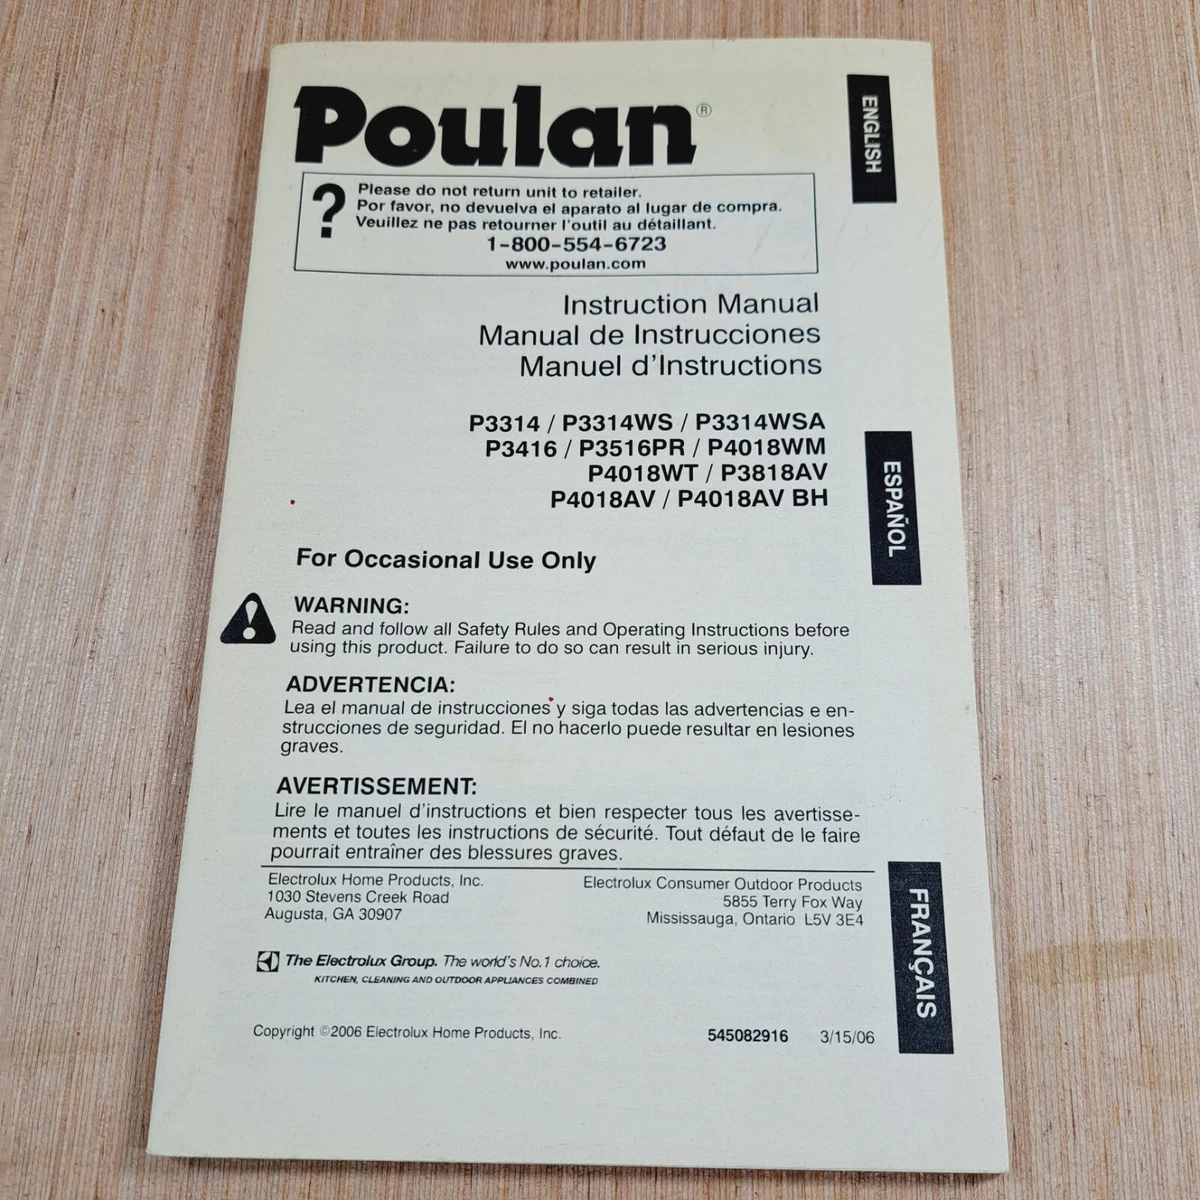 Poulan®
ENGLISH
?
Please do not return unit to retailer.
Por favor, no devuelva el aparato al lugar de compra.
Veuillez ne pas retourner l'outil au détaillant.
1-800-554-6723
www.poulan.com
Instruction Manual
Manual de Instrucciones
Manuel d'Instructions
P3314 / P3314WS / P3314WSA
P3416 / P3516PR / P4018WM
P4018WT / P3818AV
P4018AV / P4018AV BH
ESPAÑOL
For Occasional Use Only
!
WARNING:
Read and follow all Safety Rules and Operating Instructions before
using this product. Failure to do so can result in serious injury.
ADVERTENCIA:
Lea el manual de instrucciones y siga todas las advertencias e en-
strucciones de seguridad. El no hacerlo puede resultar en lesiones
graves.
AVERTISSEMENT:
Lire le manuel d'instructions et bien respecter tous les avertisse-
ments et toutes les instructions de sécurité. Tout défaut de le faire
pourrait entraîner des blessures graves.
Electrolux Home Products, Inc.
1030 Stevens Creek Road
Augusta, GA 30907
Electrolux Consumer Outdoor Products
5855 Terry Fox Way
Mississauga, Ontario L5V 3E4
FRANÇAIS
The Electrolux Group. The world's No.1 choice.
KITCHEN, CLEANING AND OUTDOOR APPLIANCES COMBINED
Copyright ©2006 Electrolux Home Products, Inc.
545082916 3/15/06